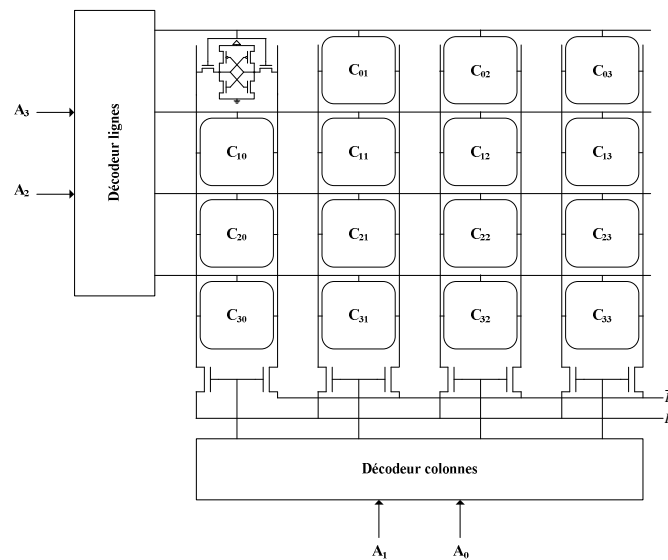 C₀₁ C₀₂ C₀₃
A₃
Décodeur lignes
C₁₀ C₁₁ C₁₂ C₁₃
A₂
C₂₀ C₂₁ C₂₂ C₂₃
C₃₀ C₃₁ C₃₂ C₃₃
Décodeur colonnes
A₁ A₀